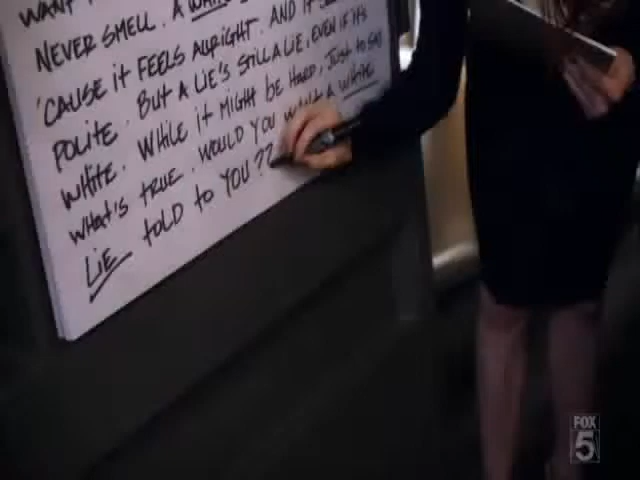 WANT
NEVER SMELL. A WHITE
'CAUSE IT FEELS ALRIGHT. AND IT
POLITE. BUT A LIE'S STILL A LIE, EVEN IF IT'S
WHITE. WHILE IT MIGHT BE HARD, JUST TO SAY
WHAT'S TRUE. WOULD YOU WANT A WHITE
LIE TOLD TO YOU??
FOX
5